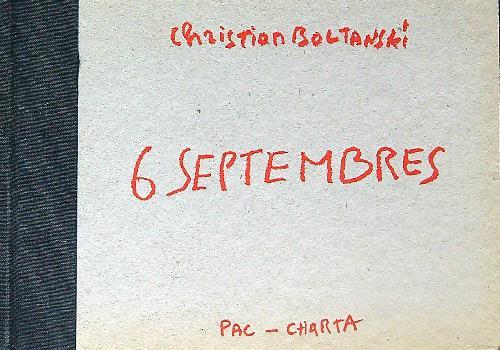 Christian BOLTANSKI
6 SEPTEMBRES
PAC - CHARTA